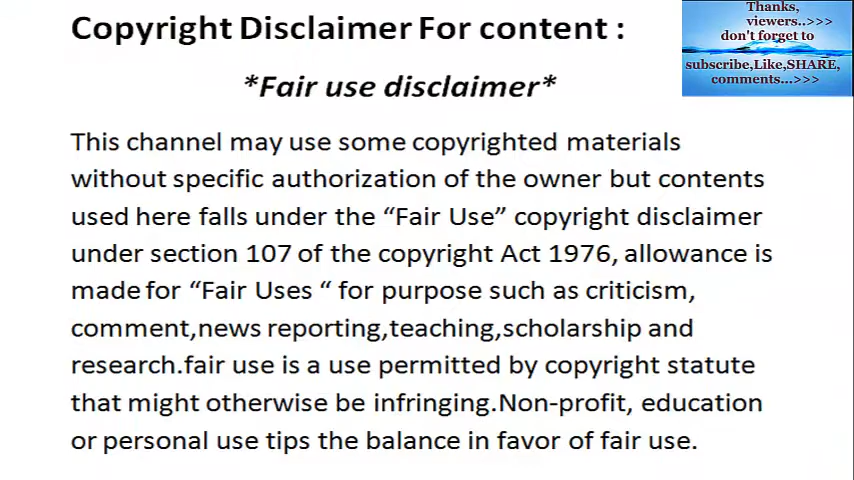 Copyright Disclaimer For content :
*Fair use disclaimer*
This channel may use some copyrighted materials
without specific authorization of the owner but contents
used here falls under the “Fair Use” copyright disclaimer
under section 107 of the copyright Act 1976, allowance is
made for “Fair Uses “ for purpose such as criticism,
comment,news reporting,teaching,scholarship and
research.fair use is a use permitted by copyright statute
that might otherwise be infringing.Non-profit, education
or personal use tips the balance in favor of fair use.
Thanks,
viewers..>>>
don't forget to
subscribe,Like,SHARE,
comments...>>>